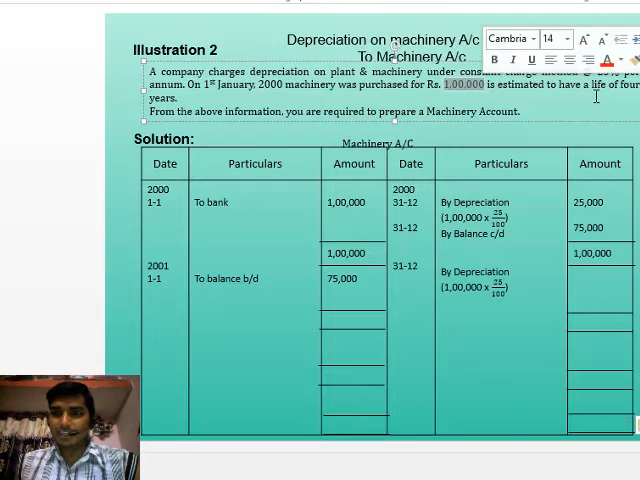 Cambria 14 A A
B I U A
Depreciation on machinery A/c
To Machinery A/c
Illustration 2
A company charges depreciation on plant & machinery under constant charge method @ 25% per
annum. On 1st January, 2000 machinery was purchased for Rs. 1,00,000 is estimated to have a life of four
years.
From the above information, you are required to prepare a Machinery Account.
Solution:
Machinery A/C
Date Particulars Amount Date Particulars Amount
2000 2000
1-1 To bank 1,00,000 31-12 By Depreciation 25,000
(1,00,000 x 25/100)
31-12 By Balance c/d 75,000
1,00,000 1,00,000
2001 31-12 By Depreciation
1-1 To balance b/d 75,000 (1,00,000 x 25/100)